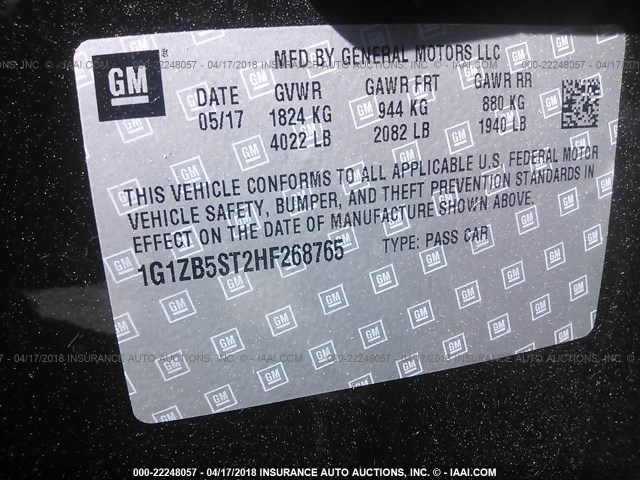 GM ®
MFD BY GENERAL MOTORS LLC
DATE GVWR GAWR FRT GAWR RR
05/17 1824 KG 944 KG 880 KG
4022 LB 2082 LB 1940 LB
THIS VEHICLE CONFORMS TO ALL APPLICABLE U.S. FEDERAL MOTOR
VEHICLE SAFETY, BUMPER, AND THEFT PREVENTION STANDARDS IN
EFFECT ON THE DATE OF MANUFACTURE SHOWN ABOVE.
1G1ZB5ST2HF268765 TYPE: PASS CAR
000-22248057 - 04/17/2018 INSURANCE AUTO AUCTIONS, INC. - © IAAI.COM